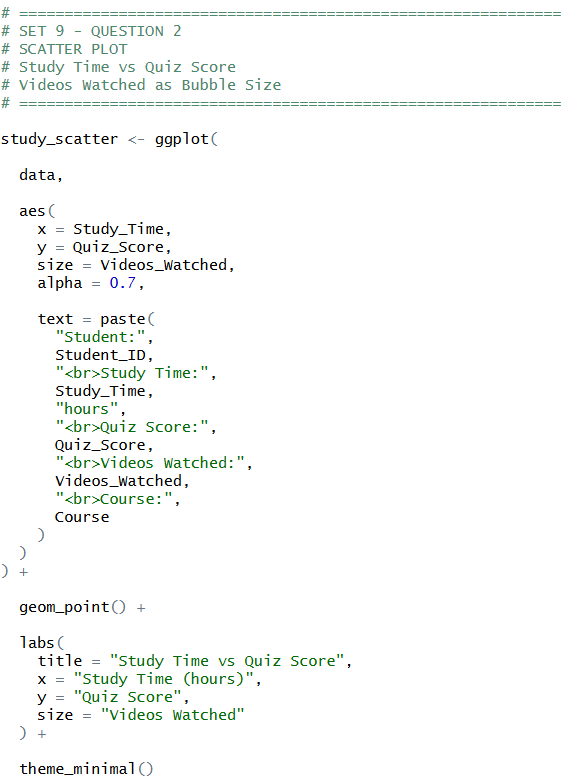 # ============================================================
# SET 9 - QUESTION 2
# SCATTER PLOT
# Study Time vs Quiz Score
# Videos Watched as Bubble Size
# ============================================================
study_scatter <- ggplot(
  data,
  aes(
    x = Study_Time,
    y = Quiz_Score,
    size = Videos_Watched,
    alpha = 0.7,
    text = paste(
      "Student:",
      Student_ID,
      "<br>Study Time:",
      Study_Time,
      "hours",
      "<br>Quiz Score:",
      Quiz_Score,
      "<br>Videos Watched:",
      Videos_Watched,
      "<br>Course:",
      Course
    )
  )
) +
  geom_point() +
  labs(
    title = "Study Time vs Quiz Score",
    x = "Study Time (hours)",
    y = "Quiz Score",
    size = "Videos Watched"
  ) +
  theme_minimal()